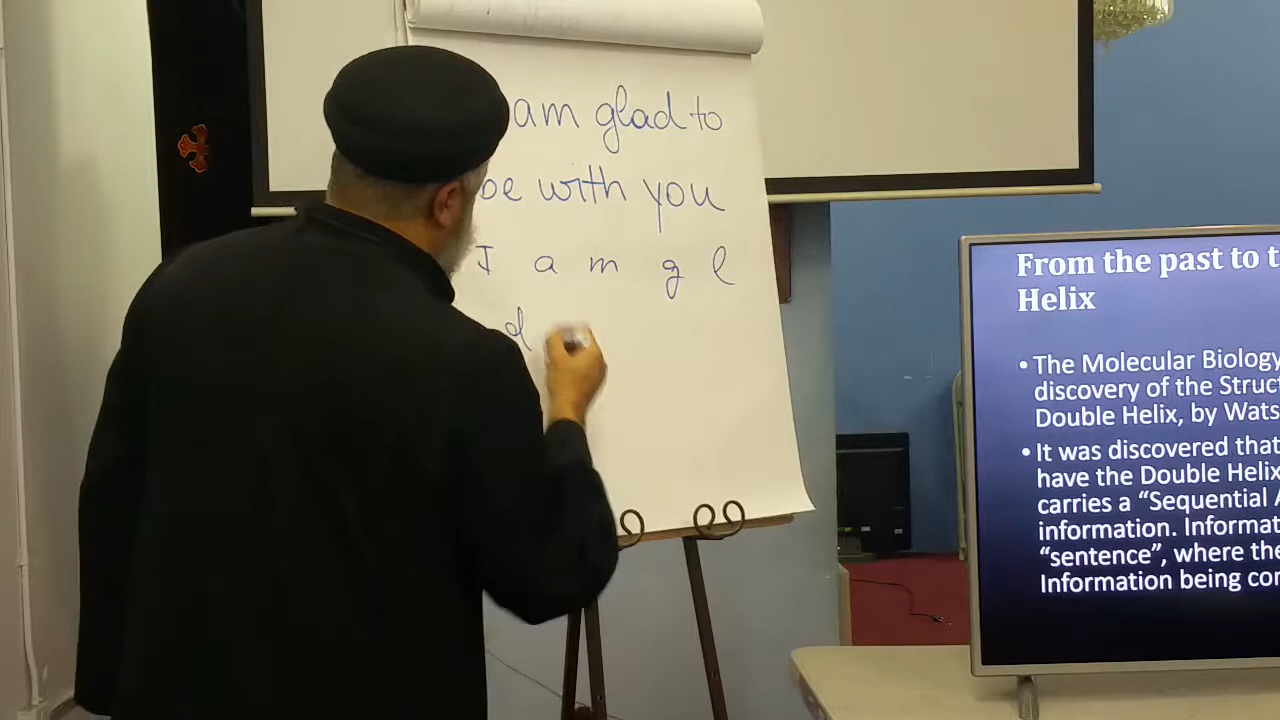 am glad to
be with you
I a m g l
d
From the past to t
Helix
• The Molecular Biology
discovery of the Struct
Double Helix, by Wats
• It was discovered that
have the Double Helix
carries a “Sequential A
information. Informat
“sentence”, where the
Information being con